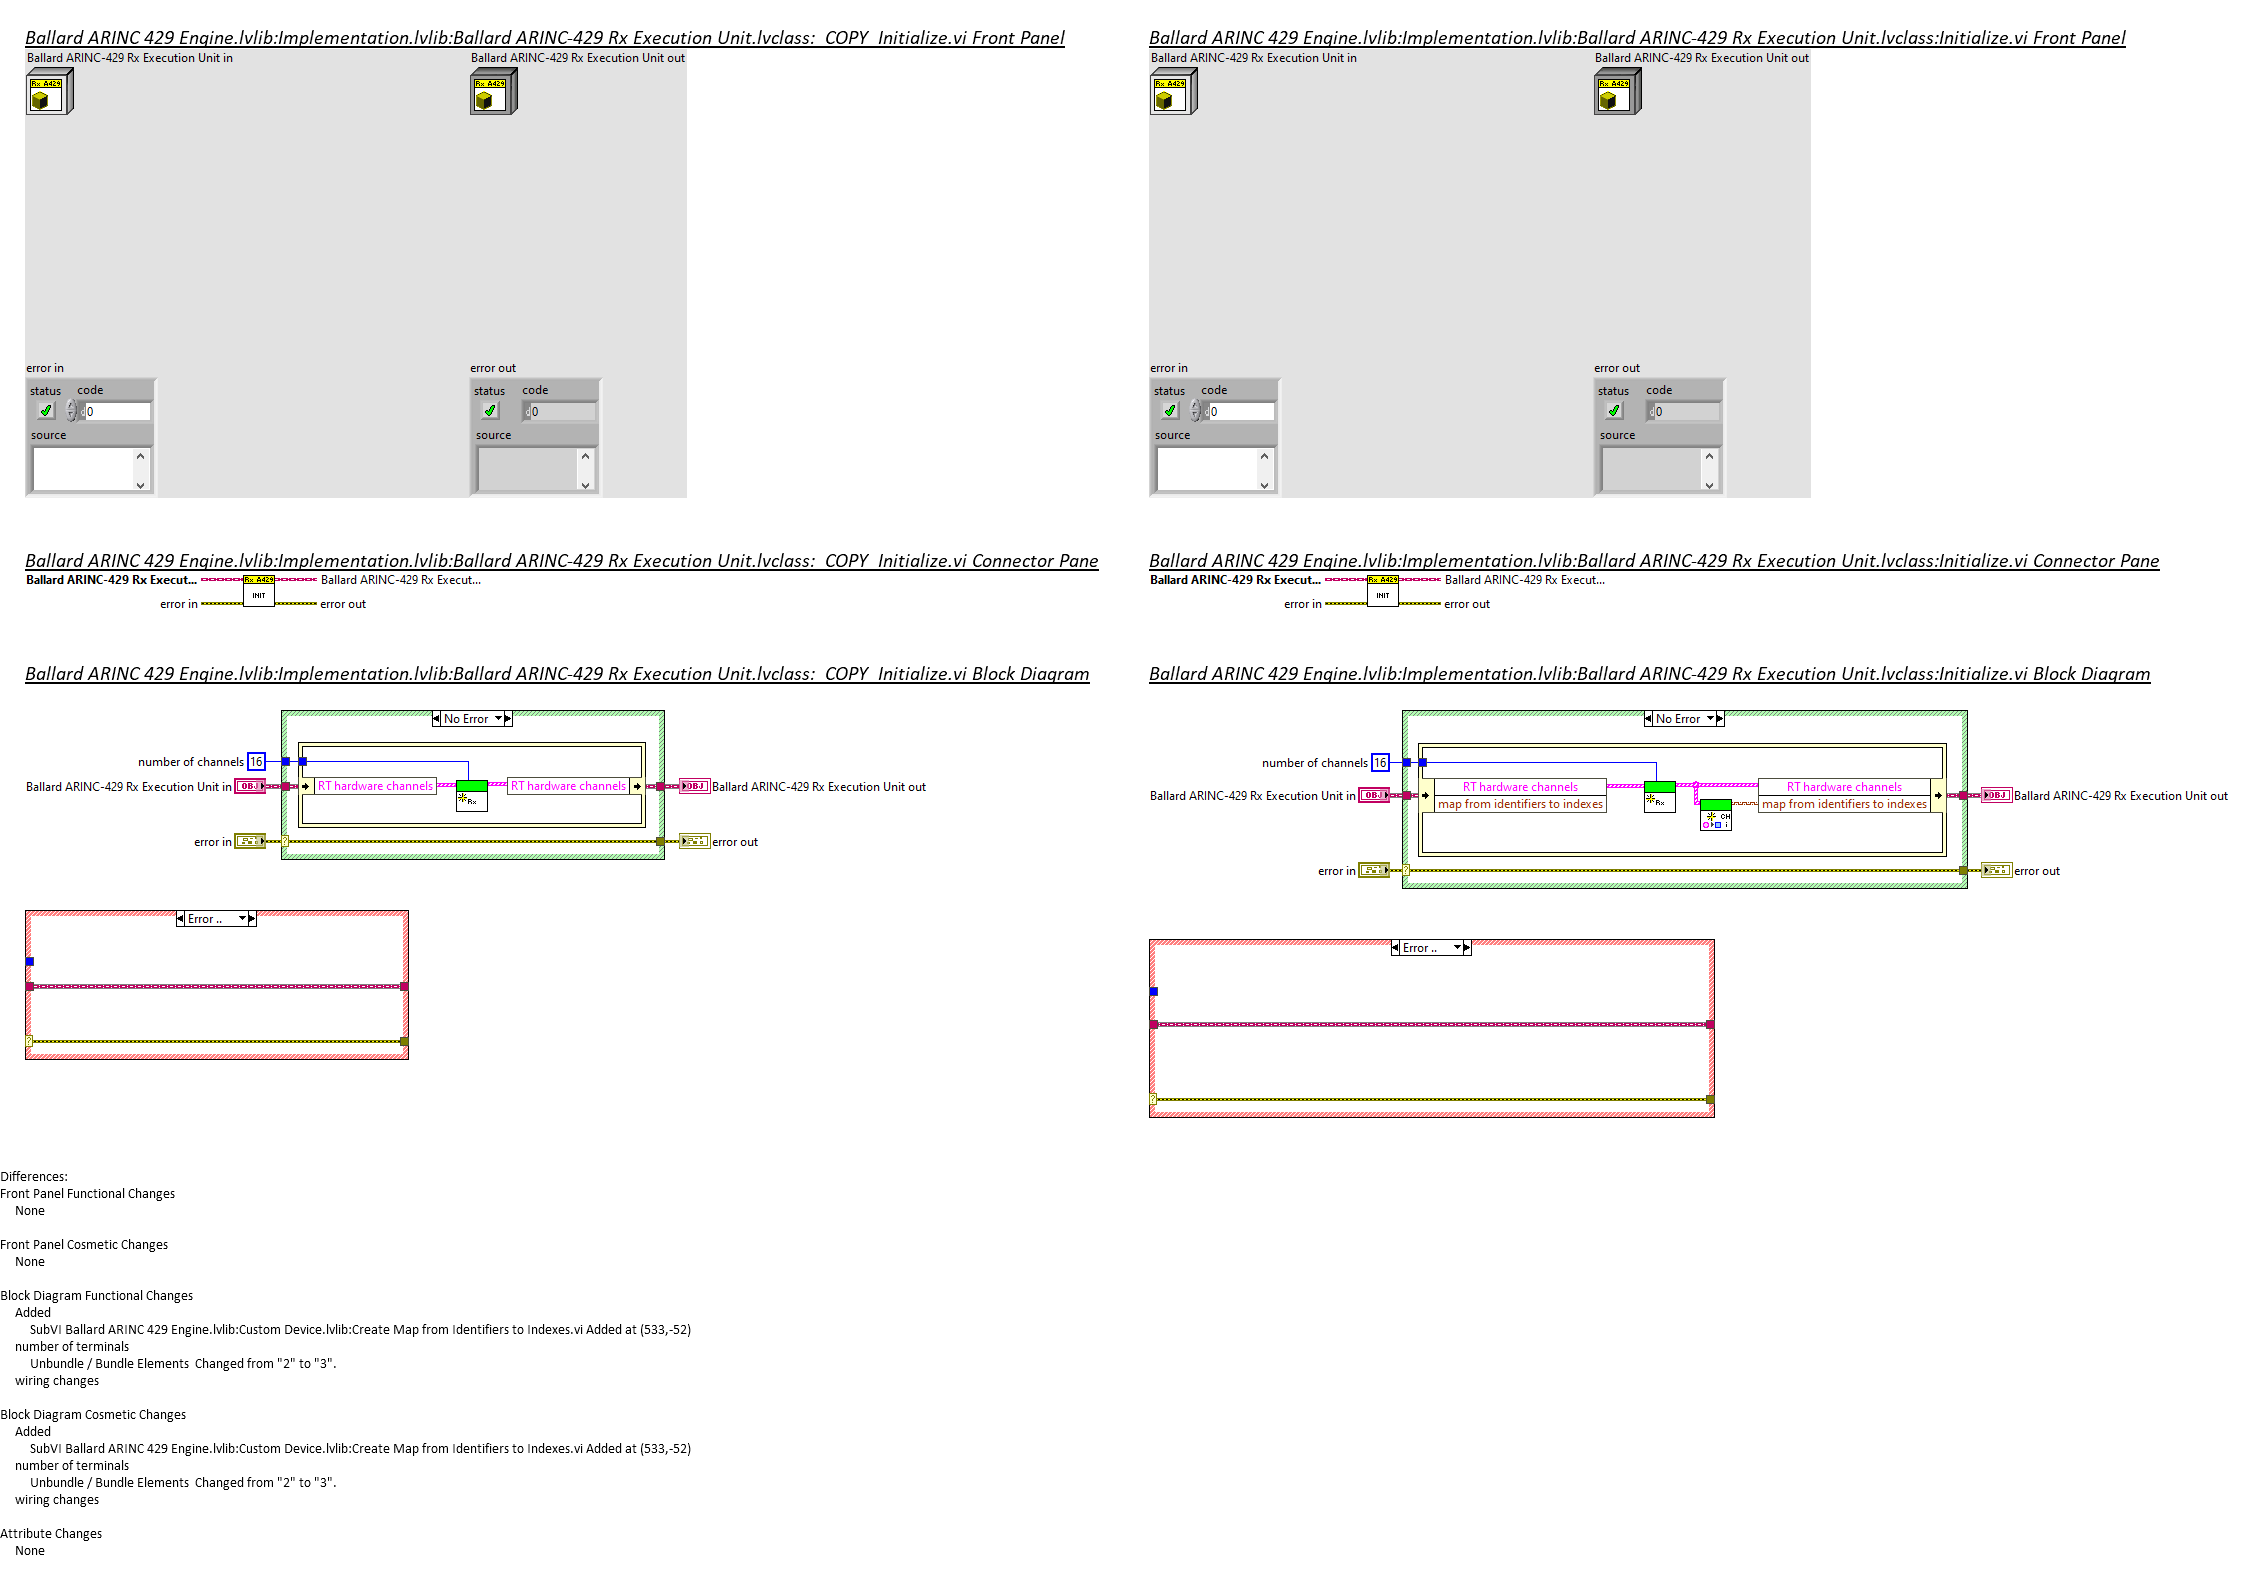 Ballard ARINC 429 Engine.lvlib:Implementation.lvlib:Ballard ARINC-429 Rx Execution Unit.lvclass:  COPY  Initialize.vi Front Panel
Ballard ARINC-429 Rx Execution Unit in
Ballard ARINC-429 Rx Execution Unit out
Rx A429
Rx A429
error in
error out
status code
status code
0
0
source
source
Ballard ARINC 429 Engine.lvlib:Implementation.lvlib:Ballard ARINC-429 Rx Execution Unit.lvclass:Initialize.vi Front Panel
Ballard ARINC-429 Rx Execution Unit in
Ballard ARINC-429 Rx Execution Unit out
Rx A429
Rx A429
error in
error out
status code
status code
0
0
source
source
Ballard ARINC 429 Engine.lvlib:Implementation.lvlib:Ballard ARINC-429 Rx Execution Unit.lvclass:  COPY  Initialize.vi Connector Pane
Ballard ARINC-429 Rx Execut...
Rx A429
Ballard ARINC-429 Rx Execut...
INIT
error in
error out
Ballard ARINC 429 Engine.lvlib:Implementation.lvlib:Ballard ARINC-429 Rx Execution Unit.lvclass:Initialize.vi Connector Pane
Ballard ARINC-429 Rx Execut...
Rx A429
Ballard ARINC-429 Rx Execut...
INIT
error in
error out
Ballard ARINC 429 Engine.lvlib:Implementation.lvlib:Ballard ARINC-429 Rx Execution Unit.lvclass:  COPY  Initialize.vi Block Diagram
No Error
number of channels 16
Ballard ARINC-429 Rx Execution Unit in
OBJ
RT hardware channels
Rx
RT hardware channels
OBJ
Ballard ARINC-429 Rx Execution Unit out
error in
?
error out
Error ..
?
Ballard ARINC 429 Engine.lvlib:Implementation.lvlib:Ballard ARINC-429 Rx Execution Unit.lvclass:Initialize.vi Block Diagram
No Error
number of channels 16
Ballard ARINC-429 Rx Execution Unit in
OBJ
RT hardware channels
map from identifiers to indexes
Rx
CH
i
RT hardware channels
map from identifiers to indexes
OBJ
Ballard ARINC-429 Rx Execution Unit out
error in
?
error out
Error ..
?
Differences:
Front Panel Functional Changes
None
Front Panel Cosmetic Changes
None
Block Diagram Functional Changes
Added
SubVI Ballard ARINC 429 Engine.lvlib:Custom Device.lvlib:Create Map from Identifiers to Indexes.vi Added at (533,-52)
number of terminals
Unbundle / Bundle Elements  Changed from "2" to "3".
wiring changes
Block Diagram Cosmetic Changes
Added
SubVI Ballard ARINC 429 Engine.lvlib:Custom Device.lvlib:Create Map from Identifiers to Indexes.vi Added at (533,-52)
number of terminals
Unbundle / Bundle Elements  Changed from "2" to "3".
wiring changes
Attribute Changes
None